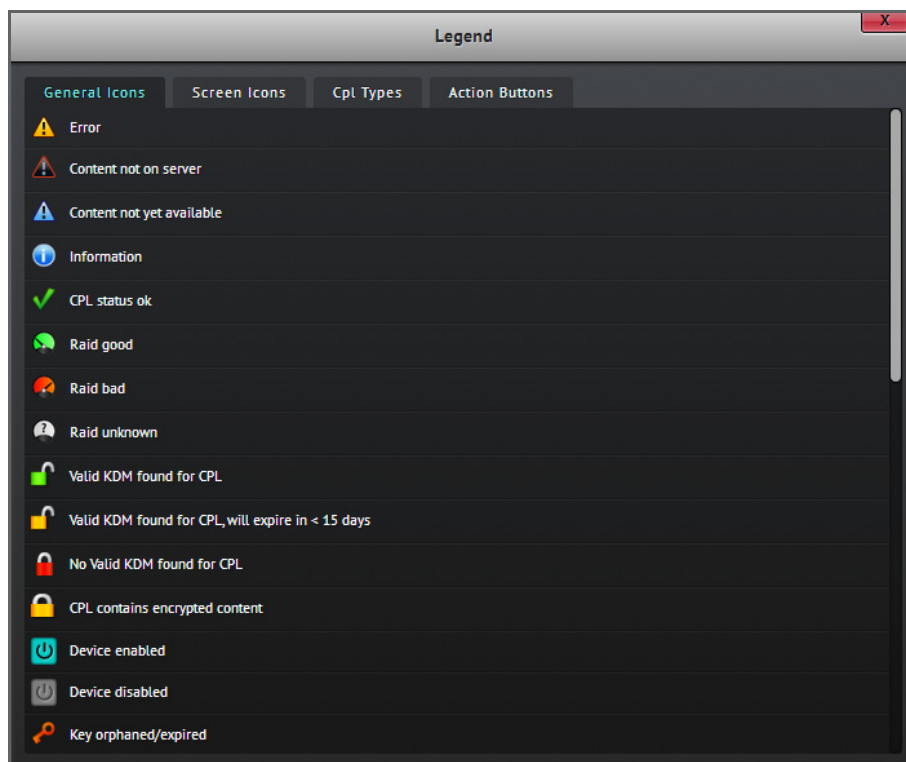 Legend
X
General Icons Screen Icons Cpl Types Action Buttons
Error
Content not on server
Content not yet available
Information
CPL status ok
Raid good
Raid bad
? Raid unknown
Valid KDM found for CPL
Valid KDM found for CPL, will expire in < 15 days
No Valid KDM found for CPL
CPL contains encrypted content
Device enabled
Device disabled
Key orphaned/expired